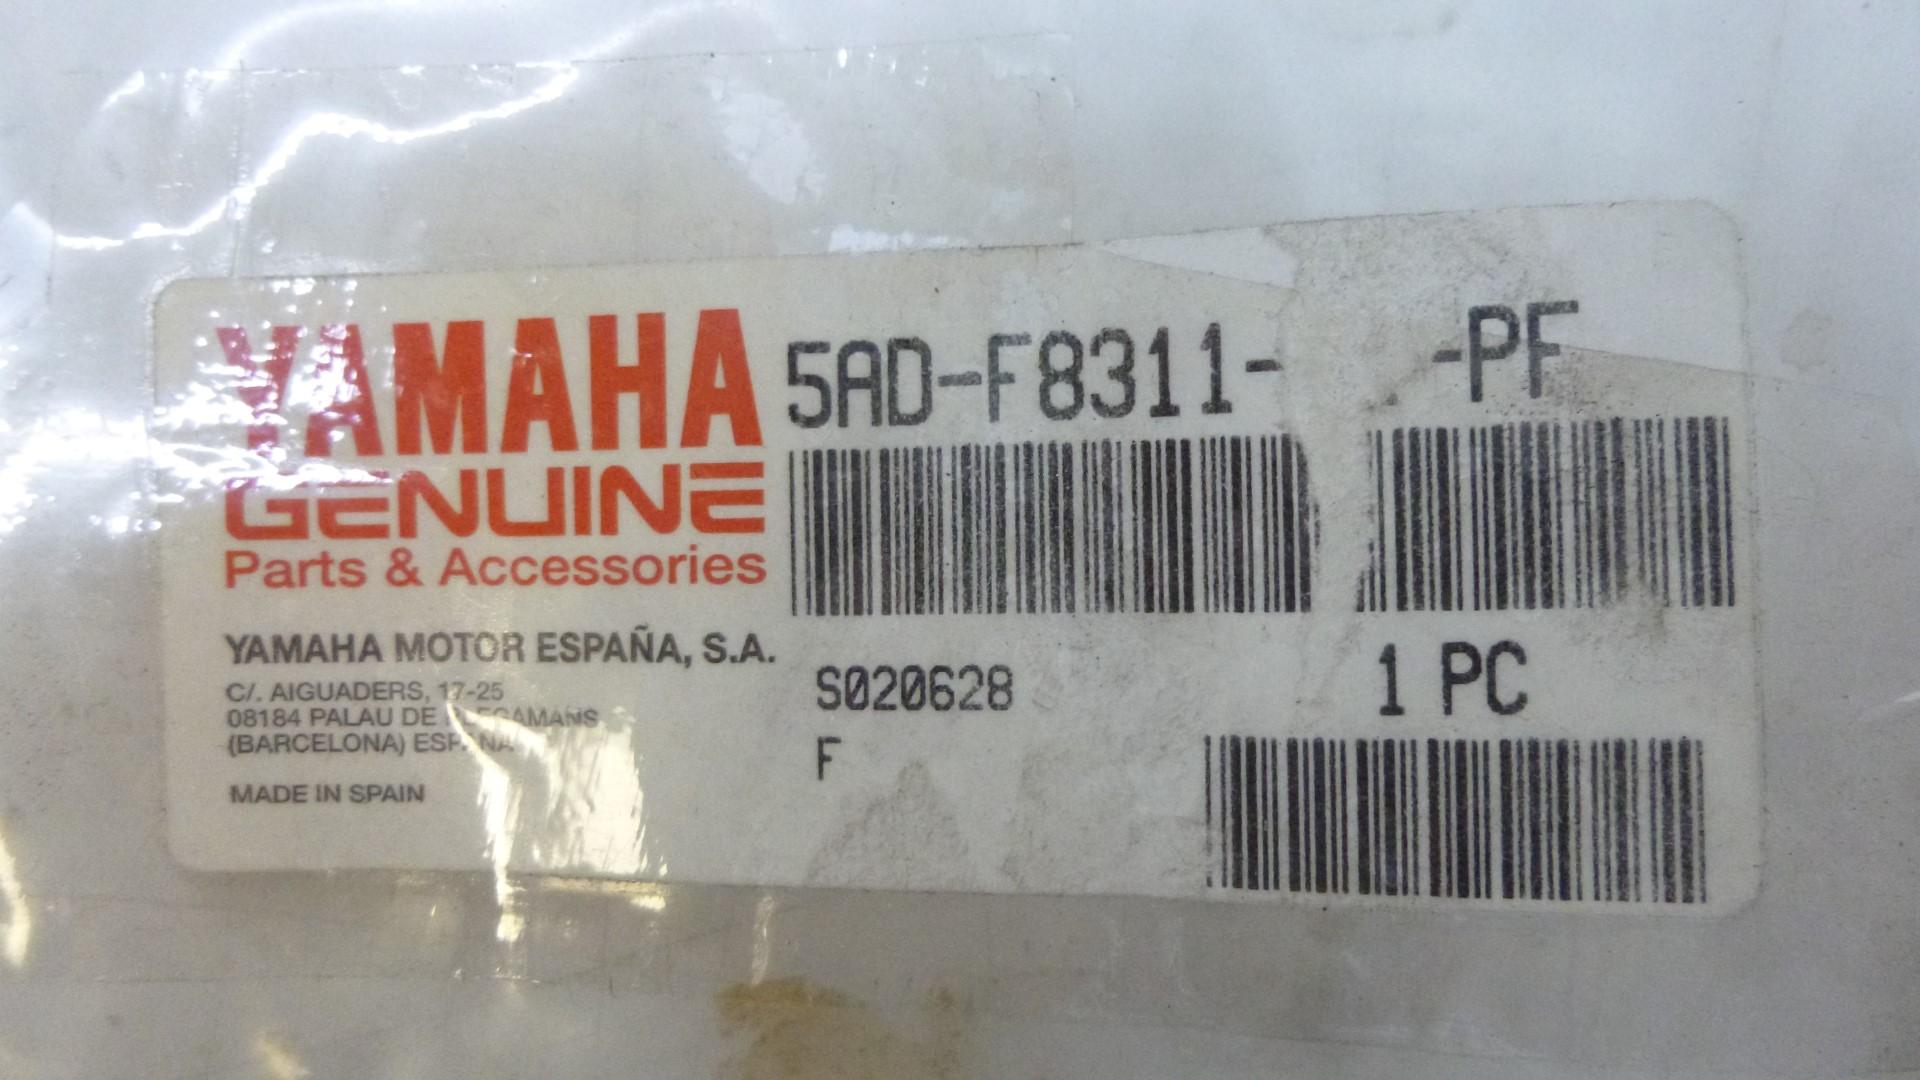 YAMAHA
GENUINE
Parts & Accessories
YAMAHA MOTOR ESPAÑA, S.A.
C/. AIGUADERS, 17-25
08184 PALAU DE
(BARCELONA) ESPAÑA
MADE IN SPAIN
5AD-F8311- -PF
S020628
1 PC
F